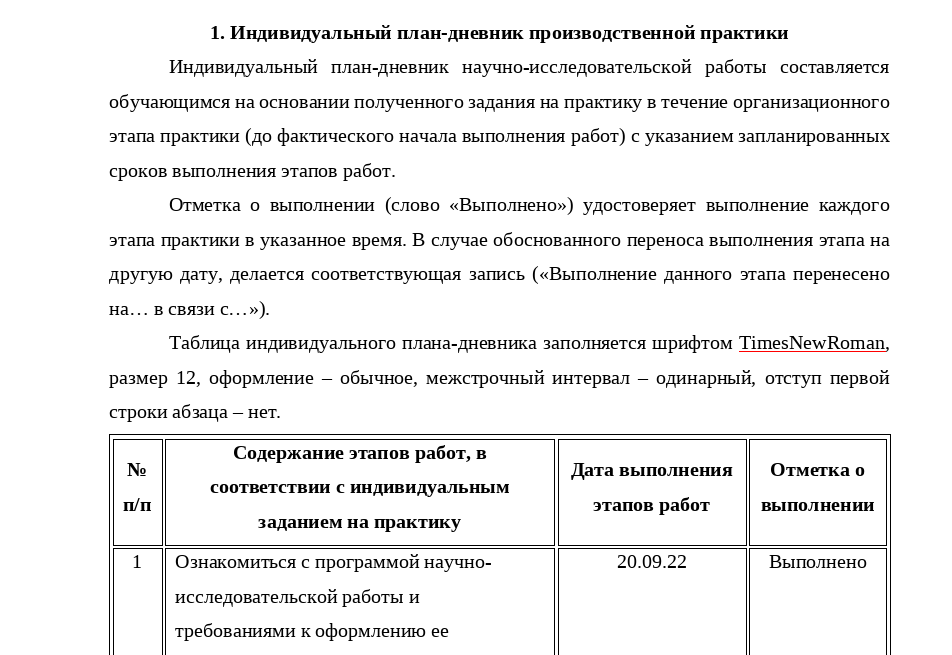 1. Индивидуальный план-дневник производственной практики
Индивидуальный план-дневник научно-исследовательской работы составляется
обучающимся на основании полученного задания на практику в течение организационного
этапа практики (до фактического начала выполнения работ) с указанием запланированных
сроков выполнения этапов работ.
Отметка о выполнении (слово «Выполнено») удостоверяет выполнение каждого
этапа практики в указанное время. В случае обоснованного переноса выполнения этапа на
другую дату, делается соответствующая запись («Выполнение данного этапа перенесено
на… в связи с…»).
Таблица индивидуального плана-дневника заполняется шрифтом TimesNewRoman,
размер 12, оформление – обычное, межстрочный интервал – одинарный, отступ первой
строки абзаца – нет.
№
п/п
Содержание этапов работ, в
соответствии с индивидуальным
заданием на практику
Дата выполнения
этапов работ
Отметка о
выполнении
1
Ознакомиться с программой научно-
исследовательской работы и
требованиями к оформлению ее
20.09.22
Выполнено